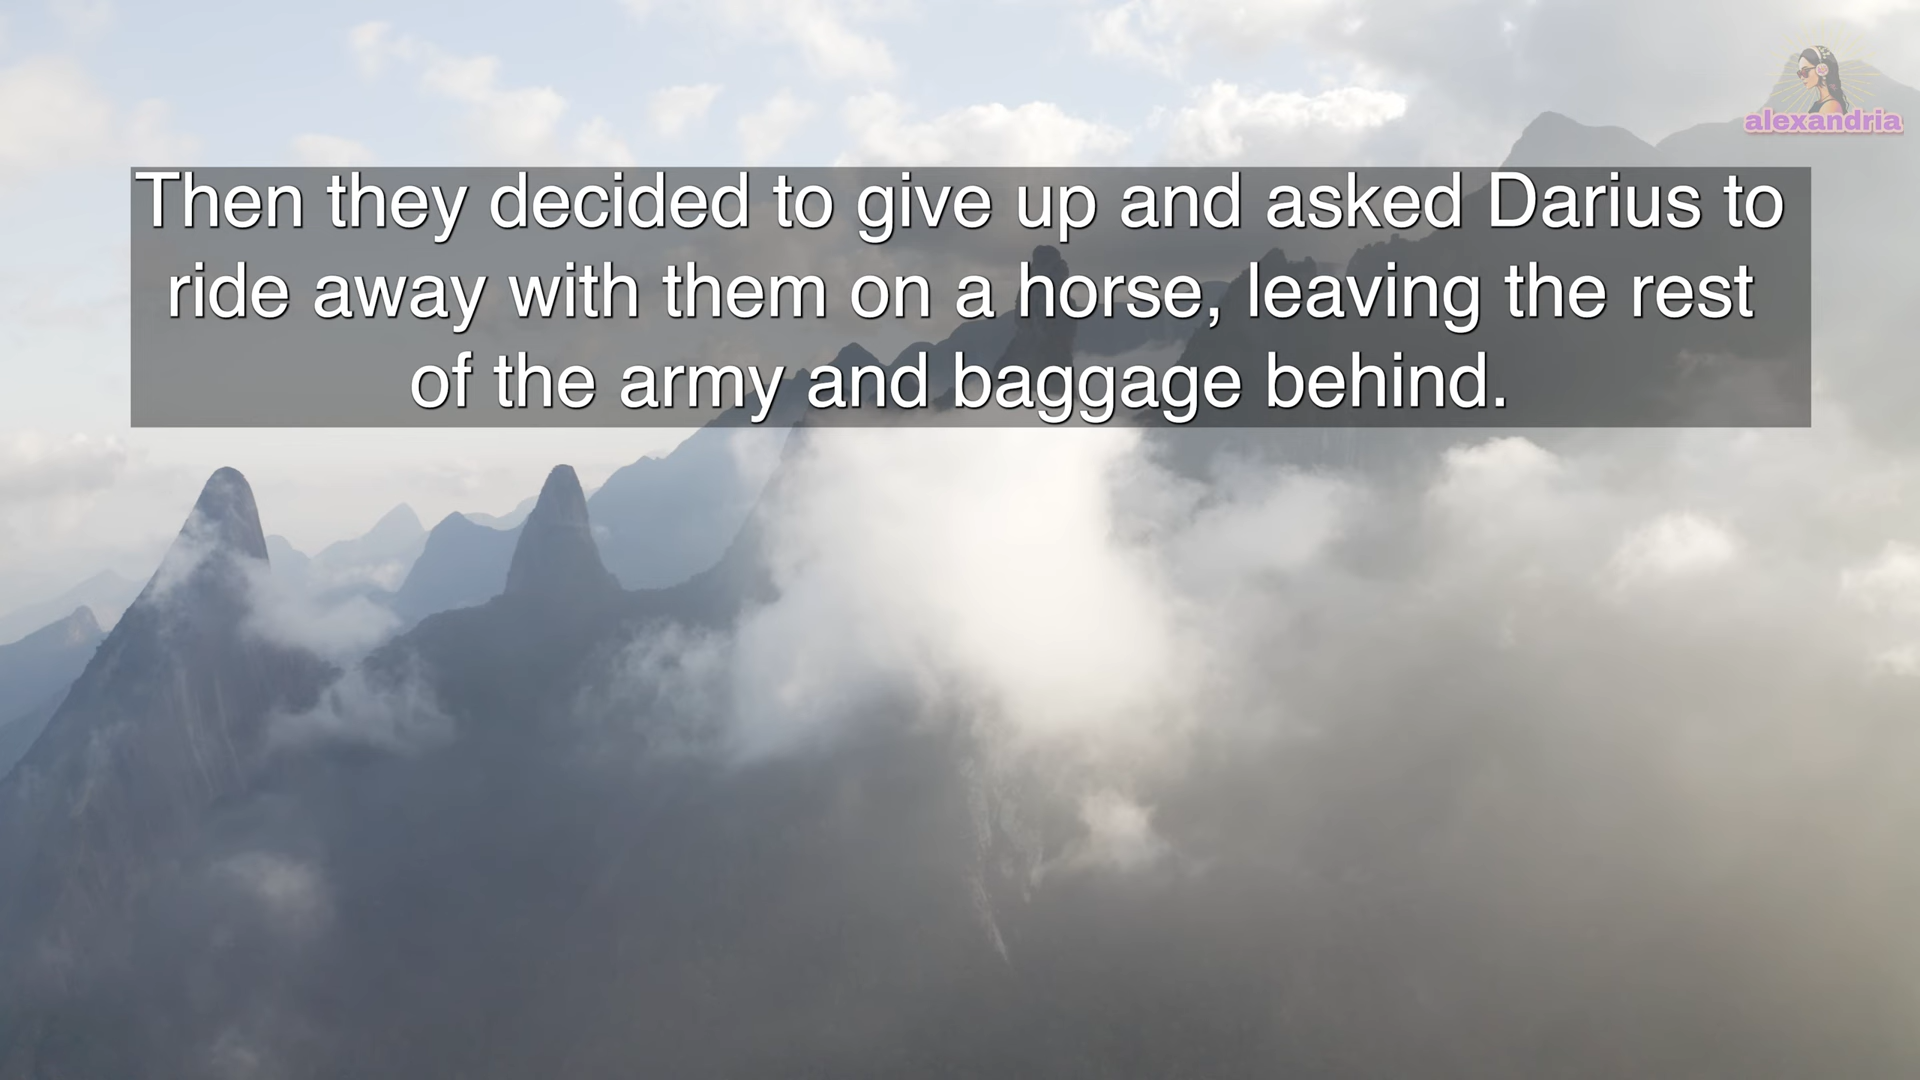 alexandria
Then they decided to give up and asked Darius to
ride away with them on a horse, leaving the rest
of the army and baggage behind.